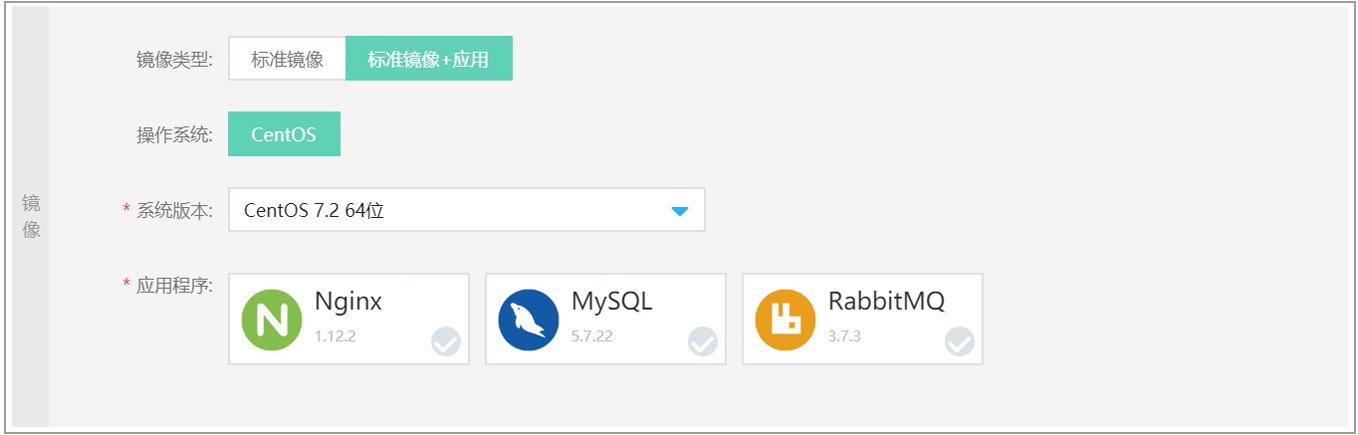 镜像
镜像类型: 标准镜像 标准镜像+应用
操作系统: CentOS
* 系统版本: CentOS 7.2 64位
* 应用程序: Nginx MySQL RabbitMQ
1.12.2 5.7.22 3.7.3